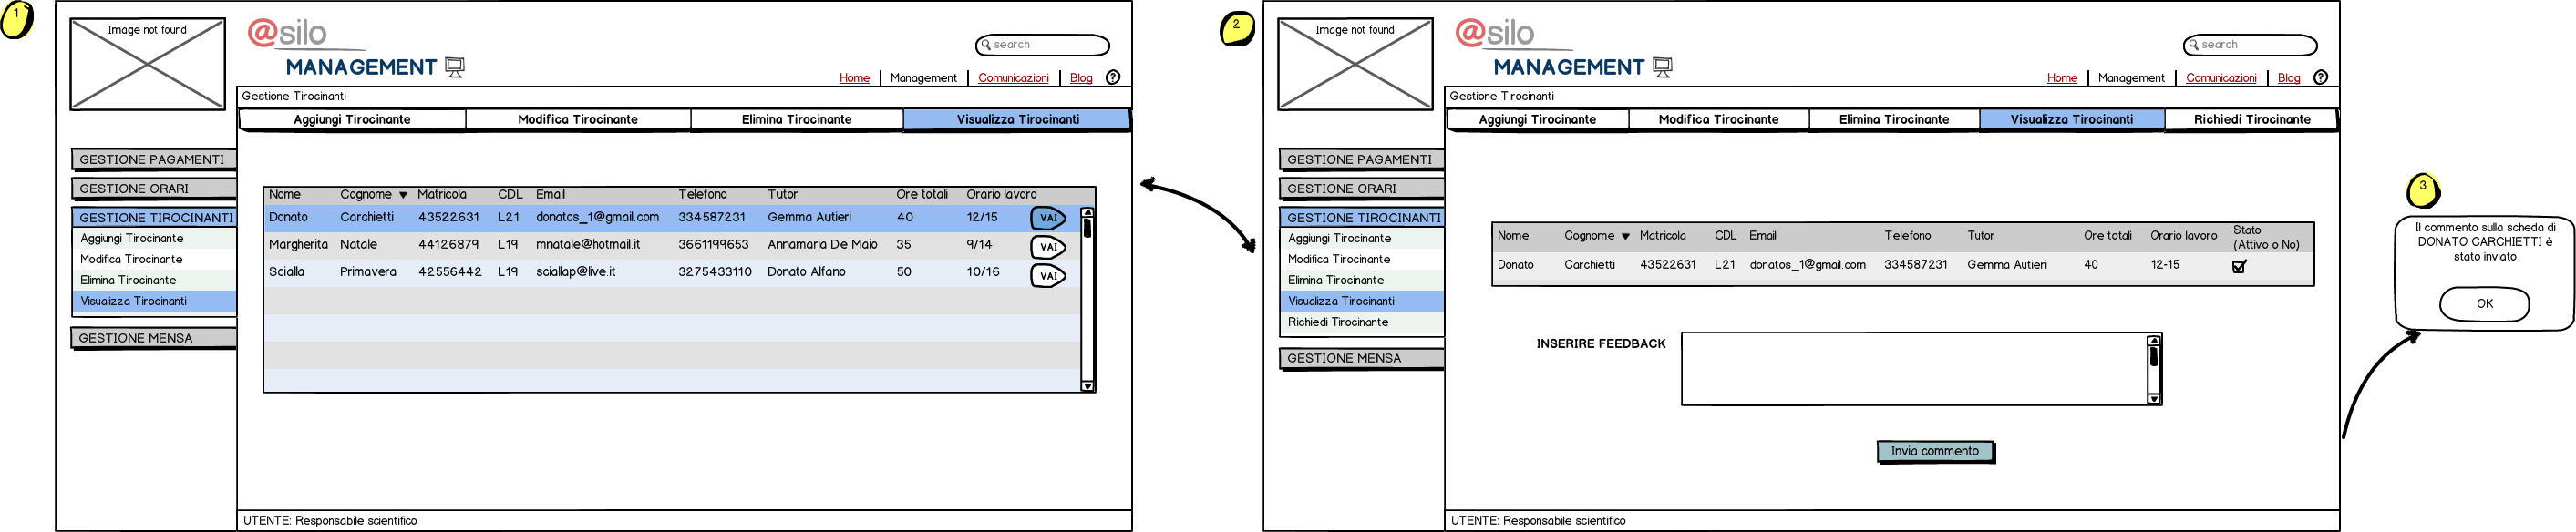 1
Image not found
@silo
MANAGEMENT
search
Home Management Comunicazioni Blog ?
Gestione Tirocinanti
Aggiungi Tirocinante Modifica Tirocinante Elimina Tirocinante Visualizza Tirocinanti
GESTIONE PAGAMENTI
GESTIONE ORARI
GESTIONE TIROCINANTI
Aggiungi Tirocinante
Modifica Tirocinante
Elimina Tirocinante
Visualizza Tirocinanti
GESTIONE MENSA
Nome Cognome Matricola CDL Email Telefono Tutor Ore totali Orario lavoro
Donato Carchietti 43522631 L21 donatos_1@gmail.com 334587231 Gemma Autieri 40 12/15 VAI
Margherita Natale 44126879 L19 mnatale@hotmail.it 3661199653 Annamaria De Maio 35 9/14 VAI
Scialla Primavera 42556442 L19 sciallap@live.it 3275433110 Donato Alfano 50 10/16 VAI
UTENTE: Responsabile scientifico
2
Image not found
@silo
MANAGEMENT
search
Home Management Comunicazioni Blog ?
Gestione Tirocinanti
Aggiungi Tirocinante Modifica Tirocinante Elimina Tirocinante Visualizza Tirocinanti Richiedi Tirocinante
GESTIONE PAGAMENTI
GESTIONE ORARI
GESTIONE TIROCINANTI
Aggiungi Tirocinante
Modifica Tirocinante
Elimina Tirocinante
Visualizza Tirocinanti
Richiedi Tirocinante
GESTIONE MENSA
Nome Cognome Matricola CDL Email Telefono Tutor Ore totali Orario lavoro Stato
(Attivo o No)
Donato Carchietti 43522631 L21 donatos_1@gmail.com 334587231 Gemma Autieri 40 12-15
INSERIRE FEEDBACK
Invia commento
UTENTE: Responsabile scientifico
3
Il commento sulla scheda di
DONATO CARCHIETTI è
stato inviato
OK